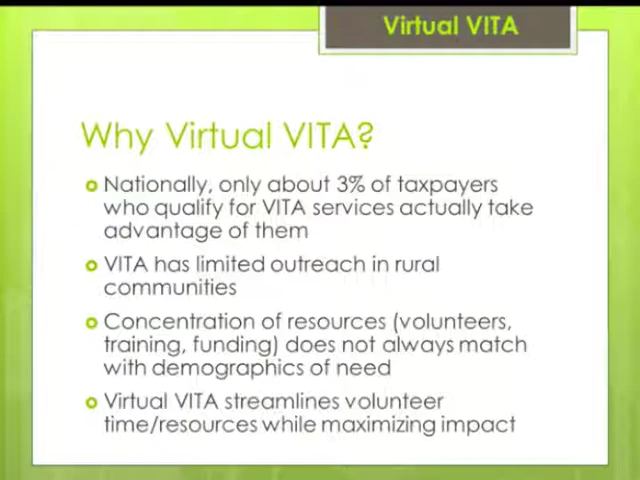 Virtual VITA
Why Virtual VITA?
Nationally, only about 3% of taxpayers
who qualify for VITA services actually take
advantage of them
VITA has limited outreach in rural
communities
Concentration of resources (volunteers,
training, funding) does not always match
with demographics of need
Virtual VITA streamlines volunteer
time/resources while maximizing impact